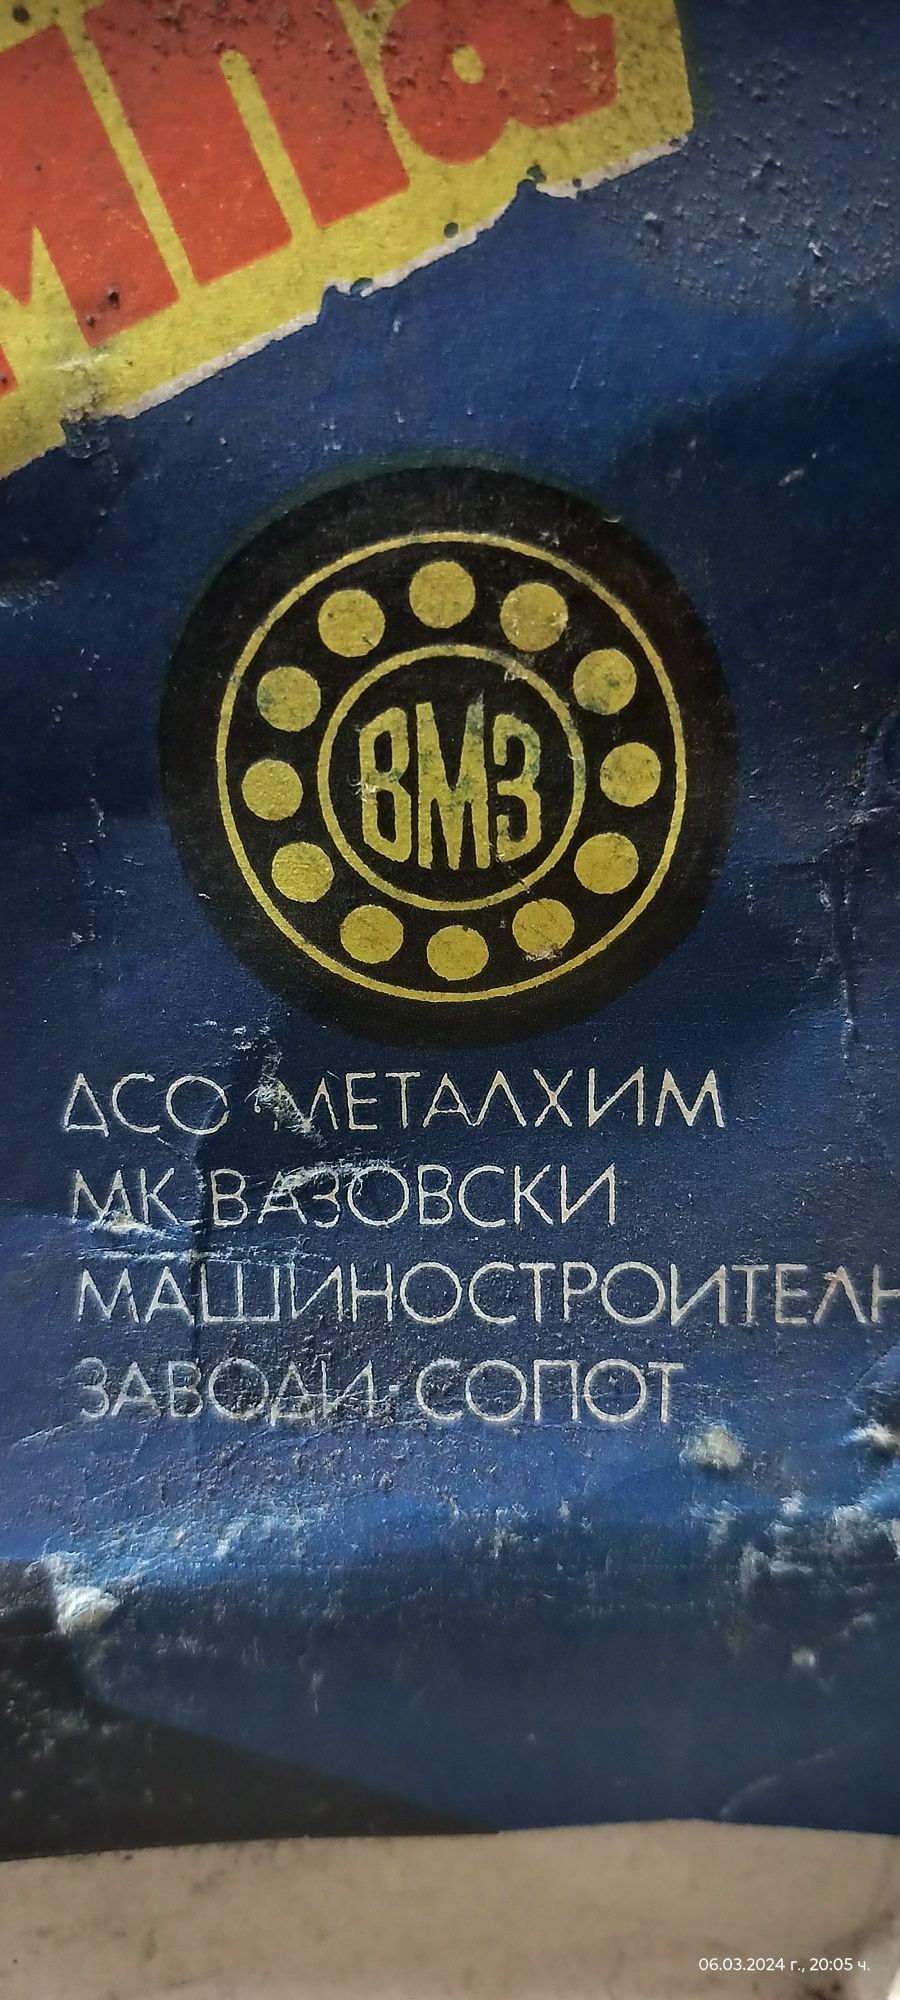 ВМЗ
ДСО МЕТАЛХИМ
МК ВАЗОВСКИ
МАШИНОСТРОИТЕЛН
ЗАВОДИ-СОПОТ
06.03.2024 г., 20:05 ч.